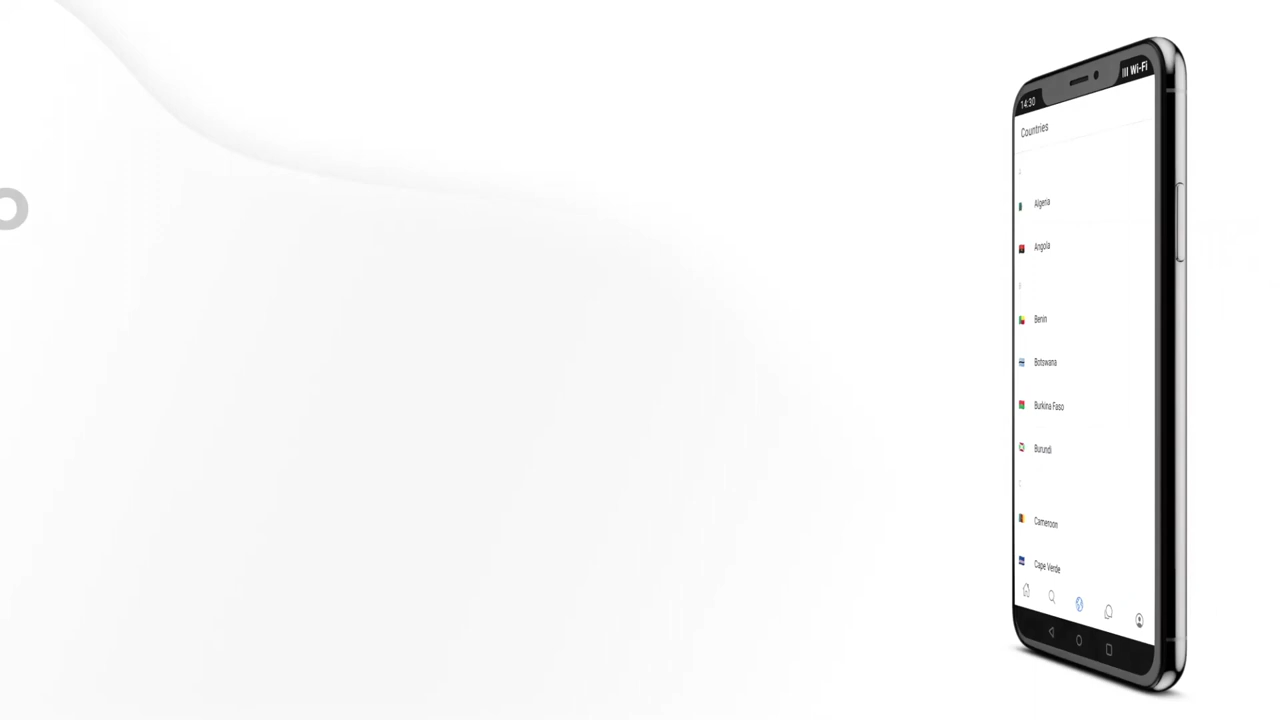 o
14:30
Wi-Fi
Countries
Algeria
Angola
Benin
Botswana
Burkina Faso
Burundi
Cameroon
Cape Verde